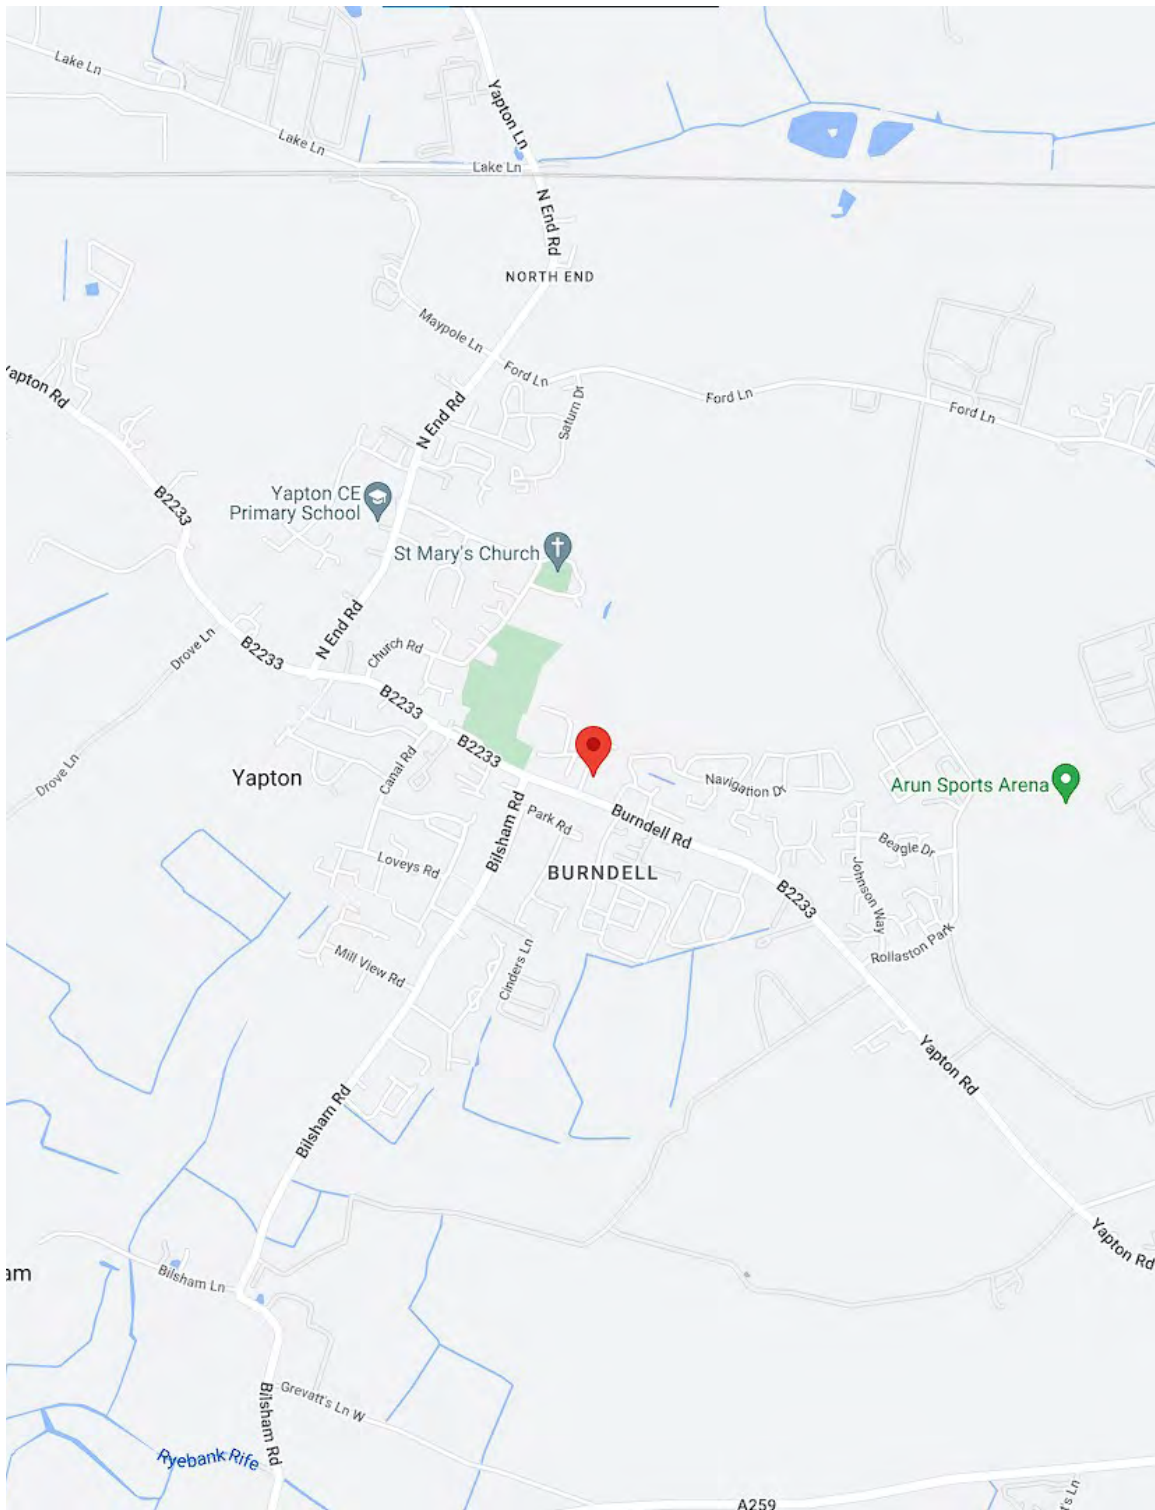 Lake Ln
Yapton Ln
Lake Ln
Lake Ln
N End Rd
NORTH END
Maypole Ln
Ford Ln
Yapton Rd
Ford Ln
Ford Ln
N End Rd
Saturn Dr
Yapton CE
Primary School
B2233
St Mary's Church
N End Rd
Drove Ln
B2233
Church Rd
B2233
B2233
Yapton
Canal Rd
Drove Ln
Navigation Dr
Arun Sports Arena
Bilsham Rd
Park Rd
Burndell Rd
Beagle Dr
Loveys Rd
BURNDELL
Johnson Way
B2233
Mill View Rd
Cinders Ln
Rollaston Park
Yapton Rd
Bilsham Rd
Yapton Rd
am
Bilsham Ln
Grevatt's Ln W
Bilsham Rd
Ryebank Rife
A259
t's Ln